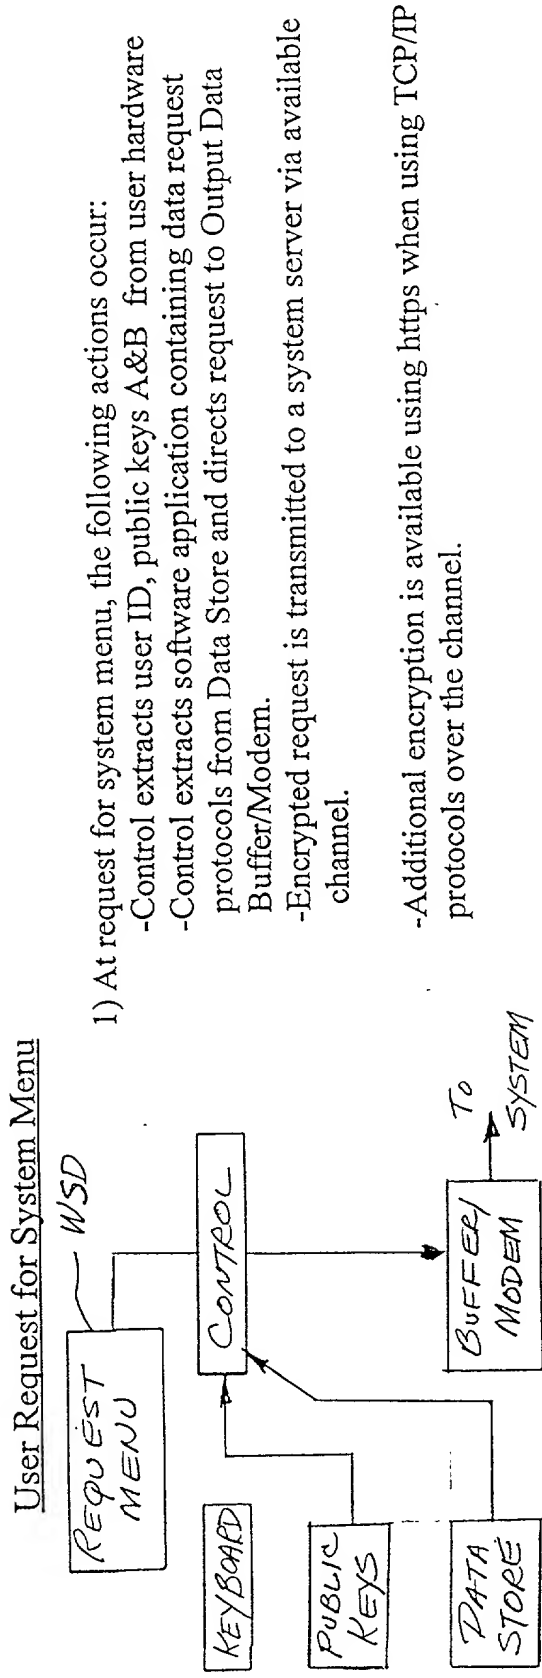 User Request for System Menu
REQUEST
MENU
WSD
KEYBOARD
CONTROL
PUBLIC
KEYS
DATA
STORE
BUFFER/
MODEM
To
SYSTEM
1) At request for system menu, the following actions occur:
-Control extracts user ID, public keys A&B from user hardware
-Control extracts software application containing data request
protocols from Data Store and directs request to Output Data
Buffer/Modem.
-Encrypted request is transmitted to a system server via available
channel.
-Additional encryption is available using https when using TCP/IP
protocols over the channel.